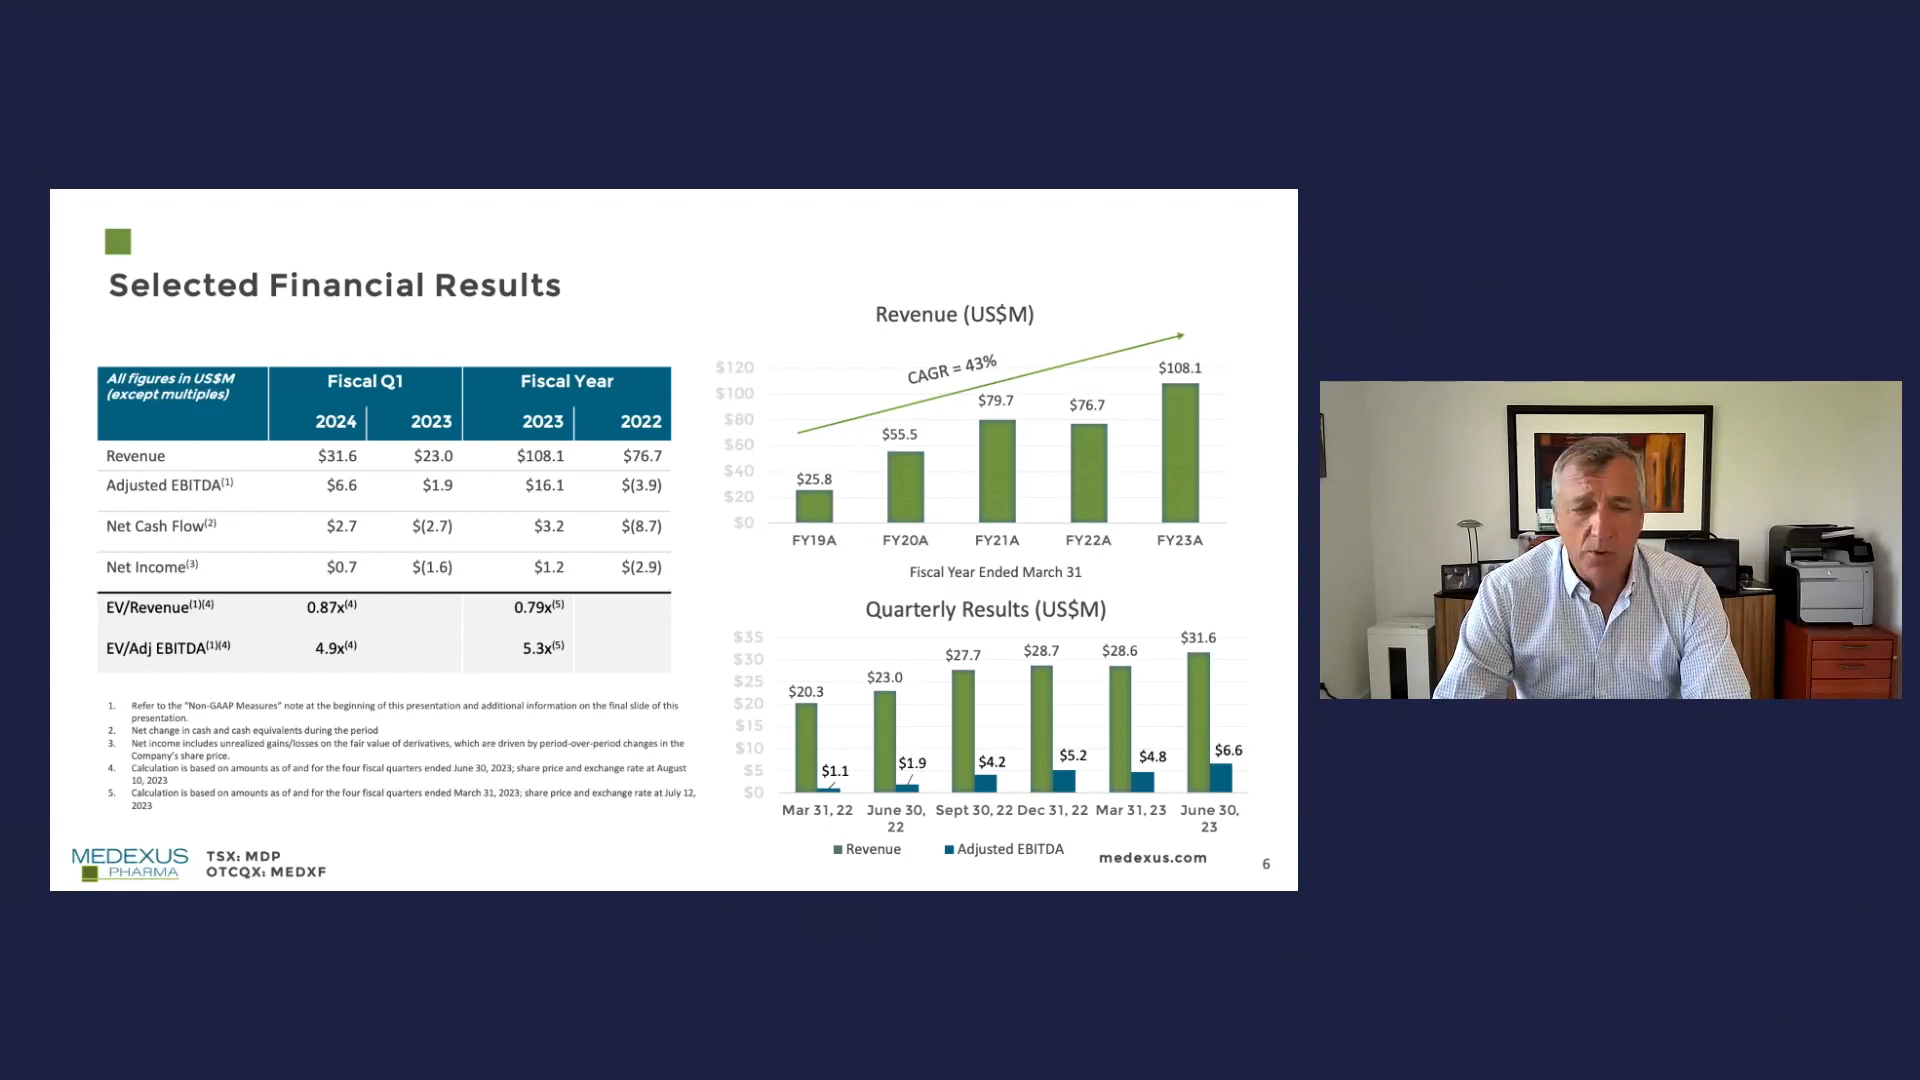 Selected Financial Results
All figures in US$M
(except multiples)
Fiscal Q1
Fiscal Year
2024
2023
2023
2022
Revenue
$31.6
$23.0
$108.1
$76.7
Adjusted EBITDA(1)
$6.6
$1.9
$16.1
$(3.9)
Net Cash Flow(2)
$2.7
$(2.7)
$3.2
$(8.7)
Net Income(3)
$0.7
$(1.6)
$1.2
$(2.9)
EV/Revenue(1)(4)
0.87x(4)
0.79x(5)
EV/Adj EBITDA(1)(4)
4.9x(4)
5.3x(5)
1. Refer to the "Non-GAAP Measures" note at the beginning of this presentation and additional information on the final slide of this
presentation.
2. Net change in cash and cash equivalents during the period
3. Net income includes unrealized gains/losses on the fair value of derivatives, which are driven by period-over-period changes in the
Company's share price.
4. Calculation is based on amounts as of and for the four fiscal quarters ended June 30, 2023; share price and exchange rate at August
10, 2023
5. Calculation is based on amounts as of and for the four fiscal quarters ended March 31, 2023; share price and exchange rate at July 12,
2023
Revenue (US$M)
CAGR = 43%
$120
$100
$80
$60
$40
$20
$0
$25.8
$55.5
$79.7
$76.7
$108.1
FY19A
FY20A
FY21A
FY22A
FY23A
Fiscal Year Ended March 31
Quarterly Results (US$M)
$35
$30
$25
$20
$15
$10
$5
$0
$20.3
$1.1
$23.0
$1.9
$27.7
$4.2
$28.7
$5.2
$28.6
$4.8
$31.6
$6.6
Mar 31, 22
June 30,
22
Sept 30, 22
Dec 31, 22
Mar 31, 23
June 30,
23
Revenue
Adjusted EBITDA
MEDEXUS
PHARMA
TSX: MDP
OTCQX: MEDXF
medexus.com
6